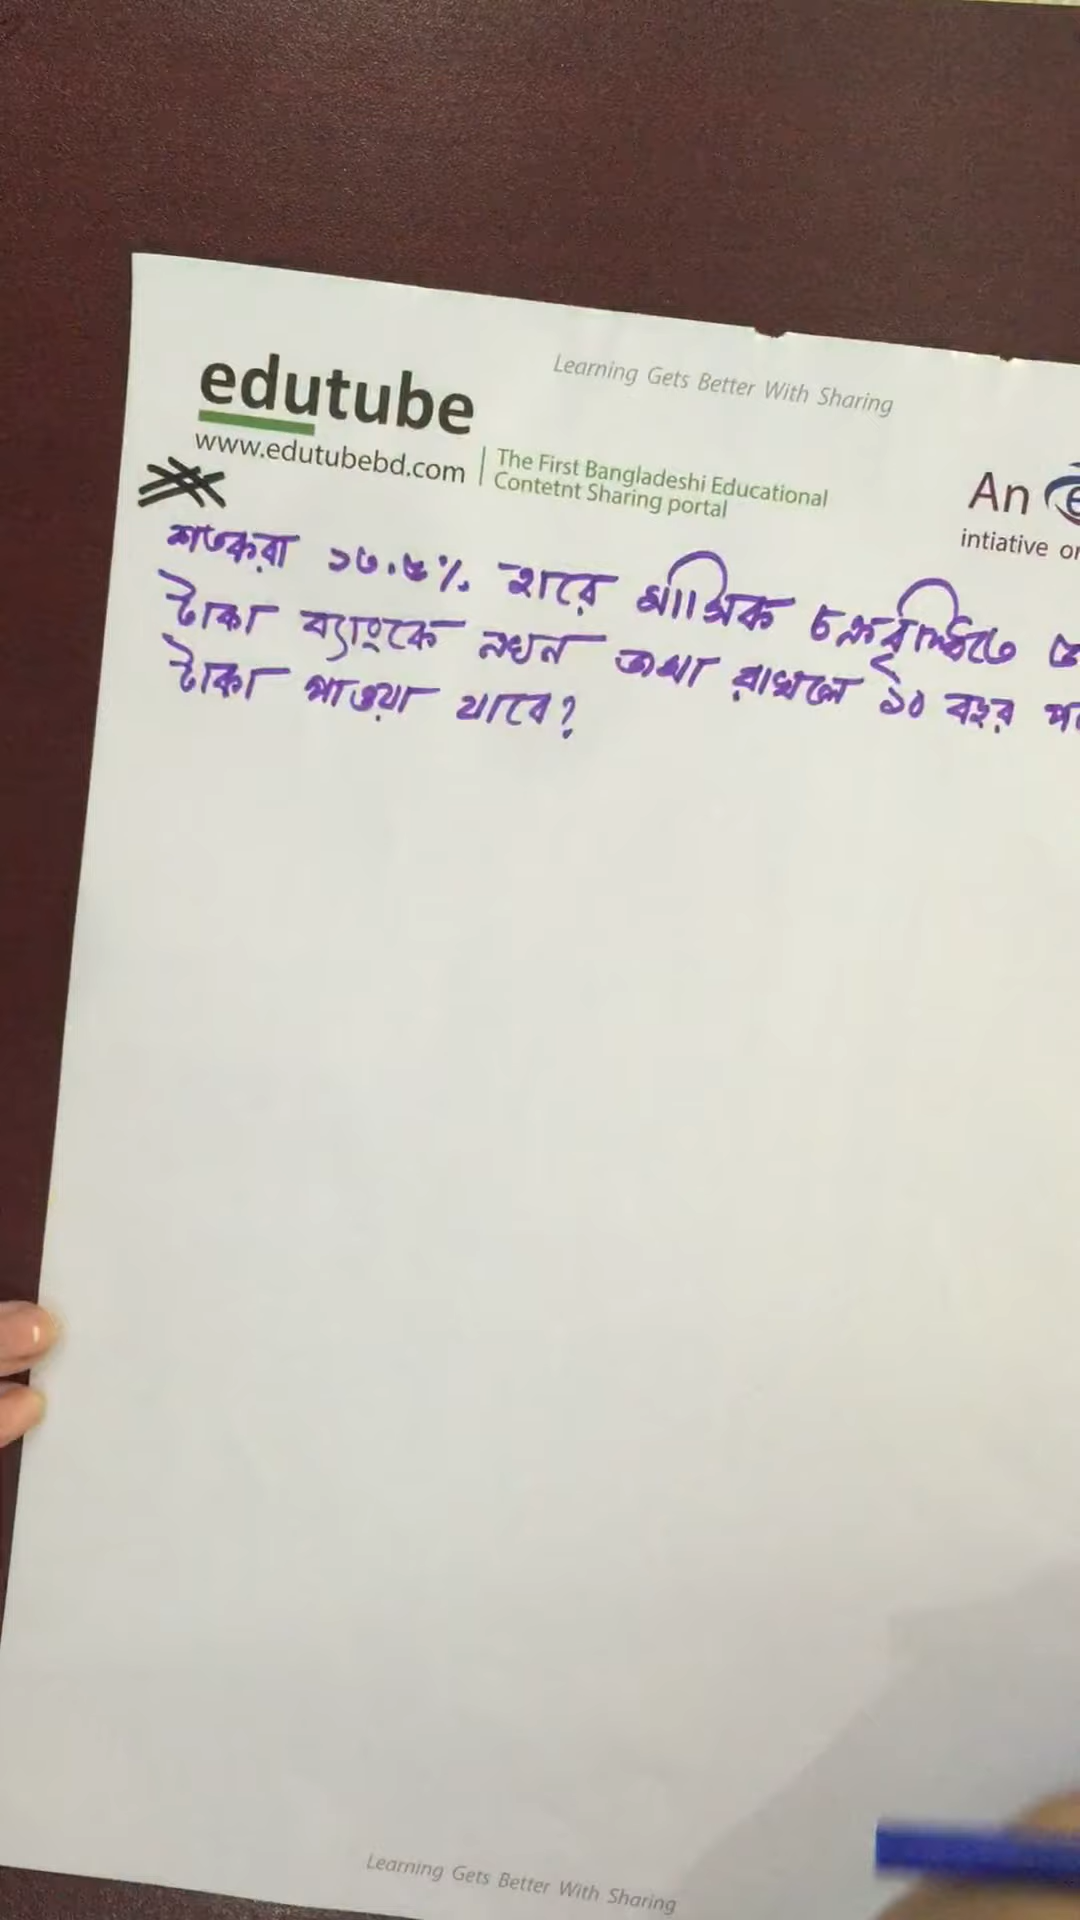 Learning Gets Better With Sharing
edutube
www.edutubebd.com
The First Bangladeshi Educational
Contetnt Sharing portal
An
intiative
শতকরা ১৩.৫% হারে মাসিক চক্রবৃদ্ধিতে
টাকা ব্যাংকে এখন জমা রাখলে ১০ বছর
টাকা পাওয়া যাবে?
Learning Gets Better With Sharing